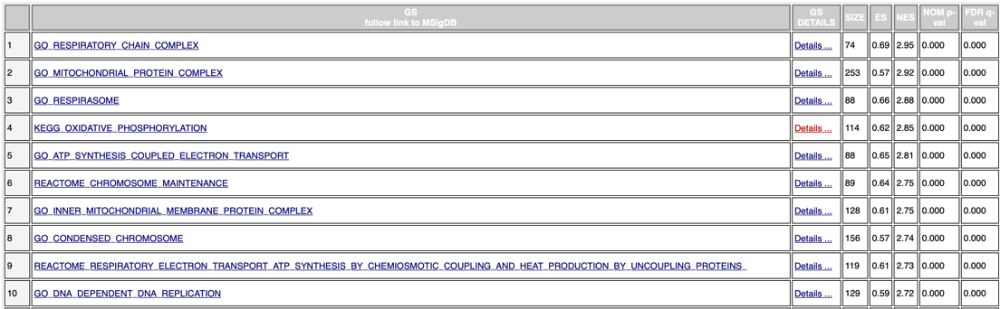 GS GS SIZE ES NES NOM p- FDR q-
follow link to MSigDB DETAILS val val
1 GO_RESPIRATORY_CHAIN_COMPLEX Details ... 74 0.69 2.95 0.000 0.000
2 GO_MITOCHONDRIAL_PROTEIN_COMPLEX Details ... 253 0.57 2.92 0.000 0.000
3 GO_RESPIRASOME Details ... 88 0.66 2.88 0.000 0.000
4 KEGG_OXIDATIVE_PHOSPHORYLATION Details ... 114 0.62 2.85 0.000 0.000
5 GO_ATP_SYNTHESIS_COUPLED_ELECTRON_TRANSPORT Details ... 88 0.65 2.81 0.000 0.000
6 REACTOME_CHROMOSOME_MAINTENANCE Details ... 89 0.64 2.75 0.000 0.000
7 GO_INNER_MITOCHONDRIAL_MEMBRANE_PROTEIN_COMPLEX Details ... 128 0.61 2.75 0.000 0.000
8 GO_CONDENSED_CHROMOSOME Details ... 156 0.57 2.74 0.000 0.000
9 REACTOME_RESPIRATORY_ELECTRON_TRANSPORT_ATP_SYNTHESIS_BY_CHEMIOSMOTIC_COUPLING_AND_HEAT_PRODUCTION_BY_UNCOUPLING_PROTEINS_ Details ... 119 0.61 2.73 0.000 0.000
10 GO_DNA_DEPENDENT_DNA_REPLICATION Details ... 129 0.59 2.72 0.000 0.000